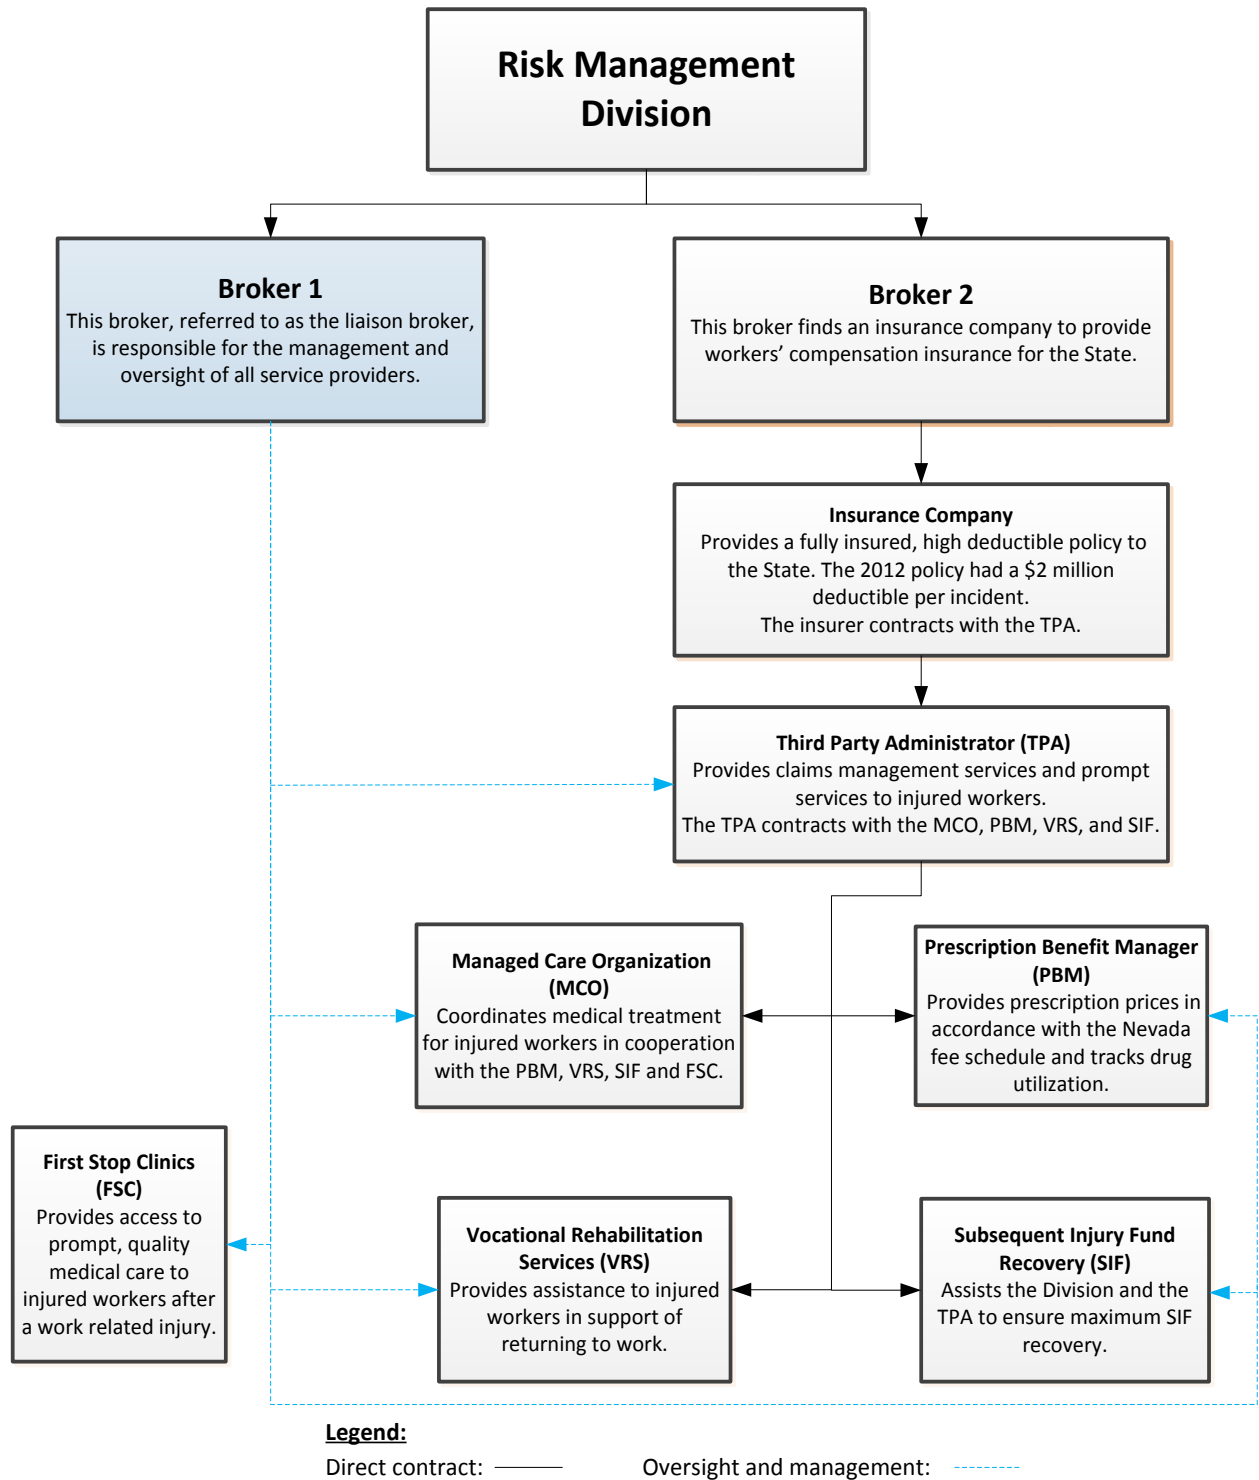 Risk Management
Division
Broker 1
This broker, referred to as the liaison broker,
is responsible for the management and
oversight of all service providers.
Broker 2
This broker finds an insurance company to provide
workers’ compensation insurance for the State.
Insurance Company
Provides a fully insured, high deductible policy to
the State. The 2012 policy had a $2 million
deductible per incident.
The insurer contracts with the TPA.
Third Party Administrator (TPA)
Provides claims management services and prompt
services to injured workers.
The TPA contracts with the MCO, PBM, VRS, and SIF.
Managed Care Organization
(MCO)
Coordinates medical treatment
for injured workers in cooperation
with the PBM, VRS, SIF and FSC.
Prescription Benefit Manager
(PBM)
Provides prescription prices in
accordance with the Nevada
fee schedule and tracks drug
utilization.
First Stop Clinics
(FSC)
Provides access to
prompt, quality
medical care to
injured workers after
a work related injury.
Vocational Rehabilitation
Services (VRS)
Provides assistance to injured
workers in support of
returning to work.
Subsequent Injury Fund
Recovery (SIF)
Assists the Division and the
TPA to ensure maximum SIF
recovery.
Legend:
Direct contract:
Oversight and management: